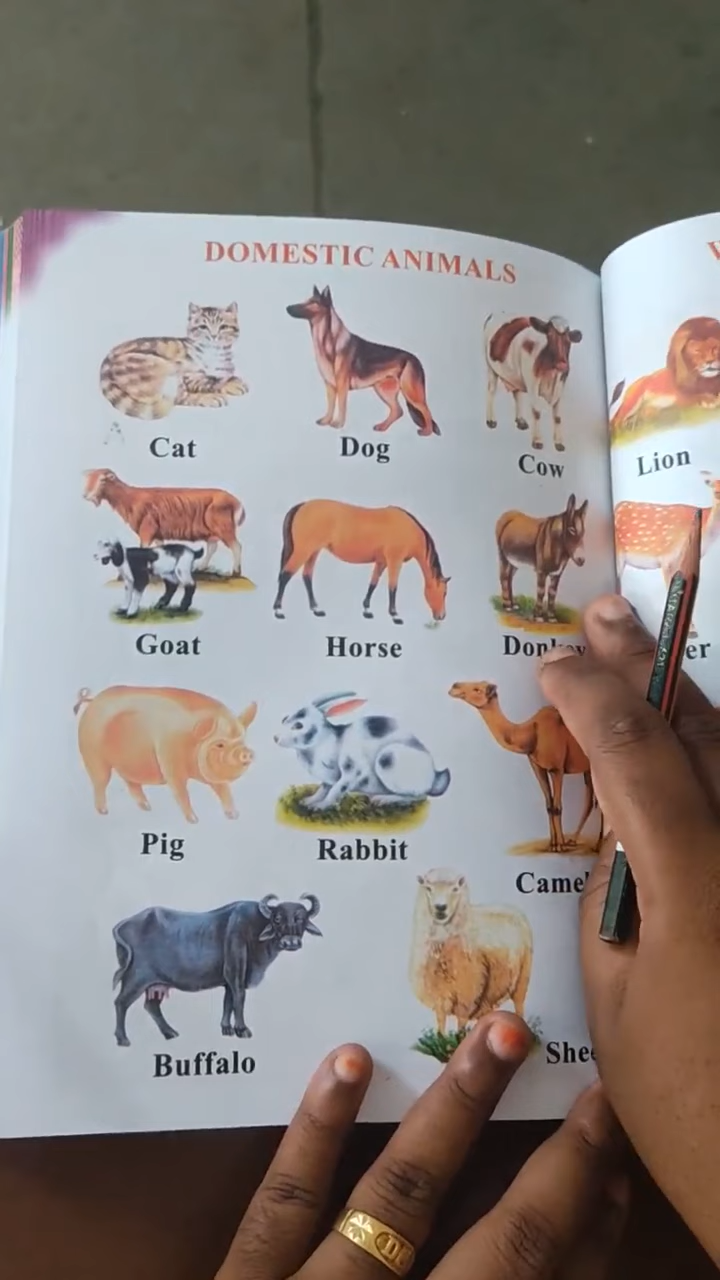 DOMESTIC ANIMALS
Cat
Dog
Cow
Goat
Horse
Pig
Rabbit
Buffalo
Lion